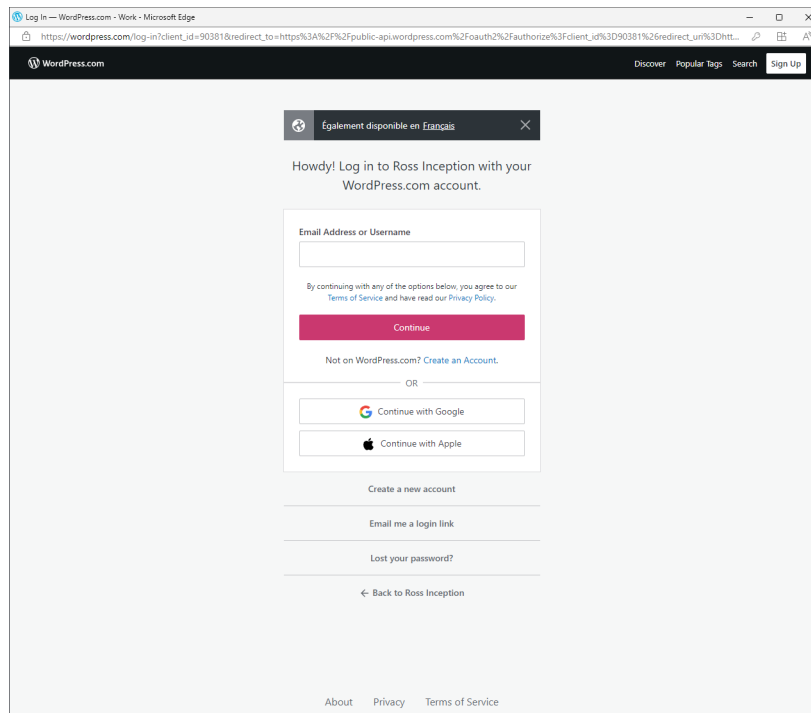 Log In — WordPress.com - Work - Microsoft Edge
https://wordpress.com/log-in?client_id=90381&redirect_to=https%3A%2F%2Fpublic-api.wordpress.com%2Foauth2%2Fauthorize%3Fclient_id%3D90381%26redirect_uri%3Dhtt...
WordPress.com
Discover Popular Tags Search Sign Up
Également disponible en Français
Howdy! Log in to Ross Inception with your
WordPress.com account.
Email Address or Username
By continuing with any of the options below, you agree to our
Terms of Service and have read our Privacy Policy.
Continue
Not on WordPress.com? Create an Account.
OR
Continue with Google
Continue with Apple
Create a new account
Email me a login link
Lost your password?
← Back to Ross Inception
About Privacy Terms of Service